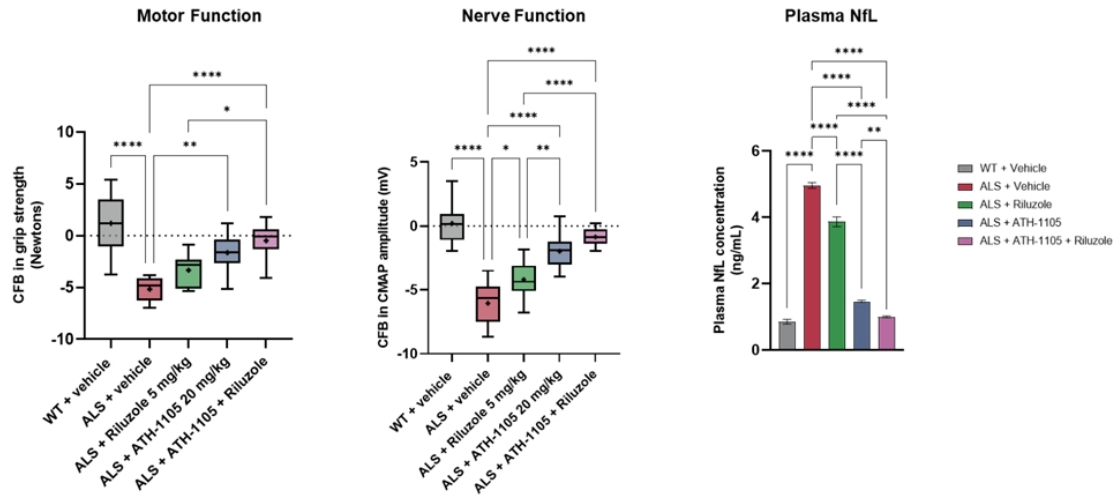 Motor Function
Nerve Function
Plasma NfL
****
*
****
**
CFB in grip strength
(Newtons)
10
5
0
-5
-10
WT + vehicle
ALS + vehicle
ALS + Riluzole 5 mg/kg
ALS + ATH-1105 20 mg/kg
ALS + ATH-1105 + Riluzole
****
****
****
****
*
**
CFB in CMAP amplitude (mV)
5
0
-5
-10
WT + vehicle
ALS + vehicle
ALS + Riluzole 5 mg/kg
ALS + ATH-1105 20 mg/kg
ALS + ATH-1105 + Riluzole
****
****
****
****
**
****
****
Plasma NfL concentration
(ng/mL)
6
4
2
0
WT + Vehicle
ALS + Vehicle
ALS + Riluzole
ALS + ATH-1105
ALS + ATH-1105 + Riluzole